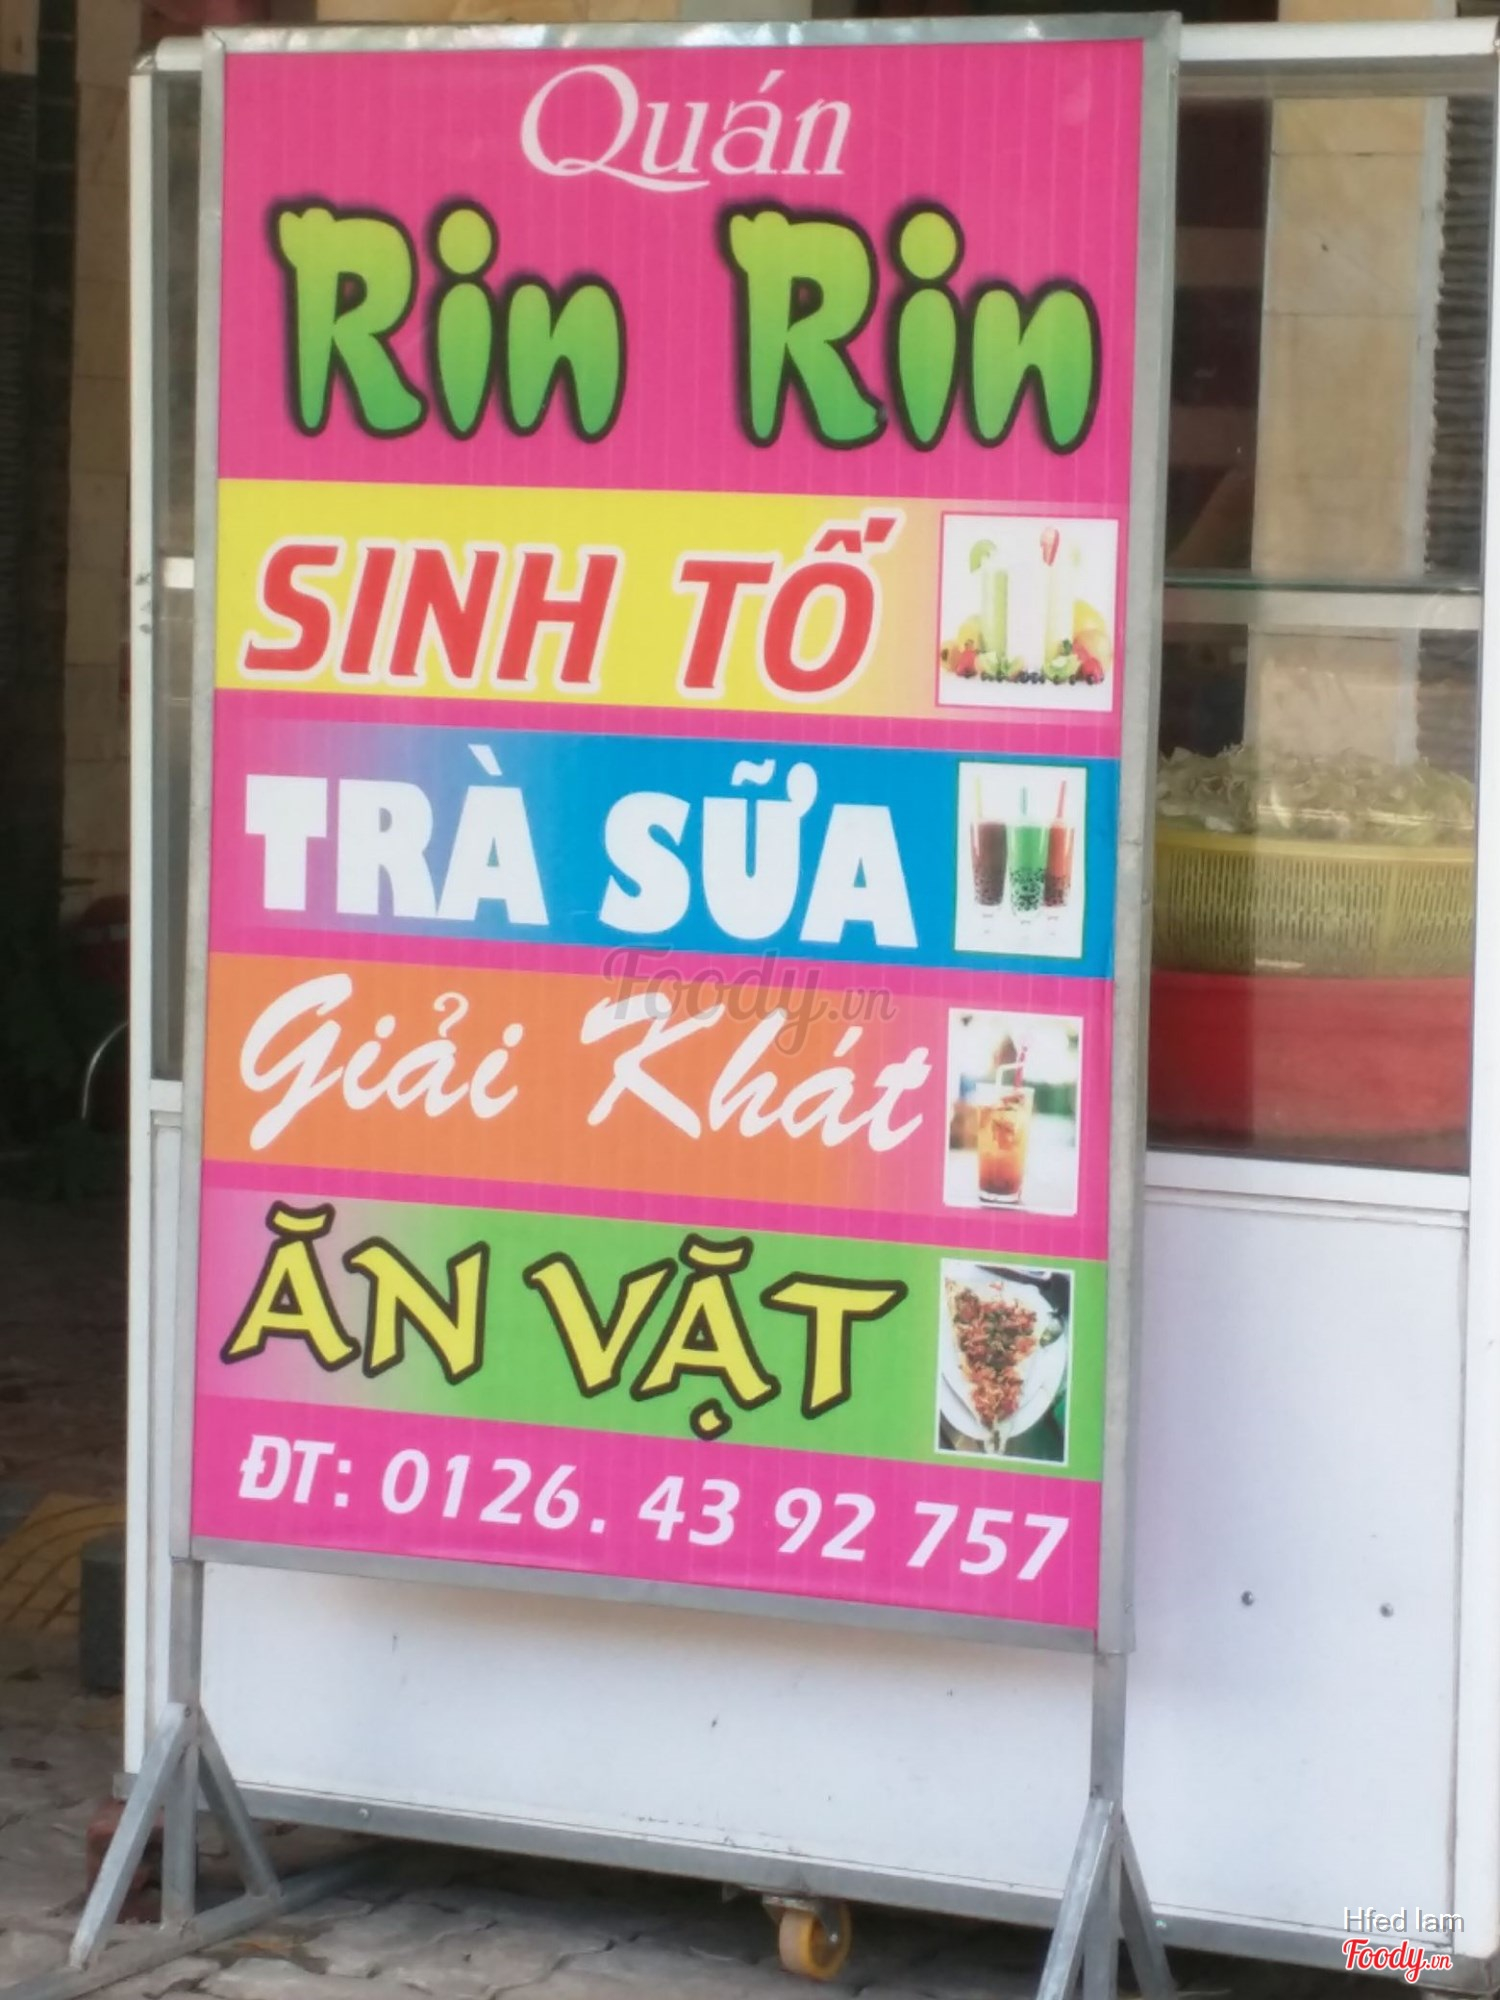 Quán
Rin Rin
SINH TỐ
TRÀ SỮA
Giải Khát
Foody.vn
ĂN VẶT
ĐT: 0126. 43 92 757
Hfed lam
Foody.vn